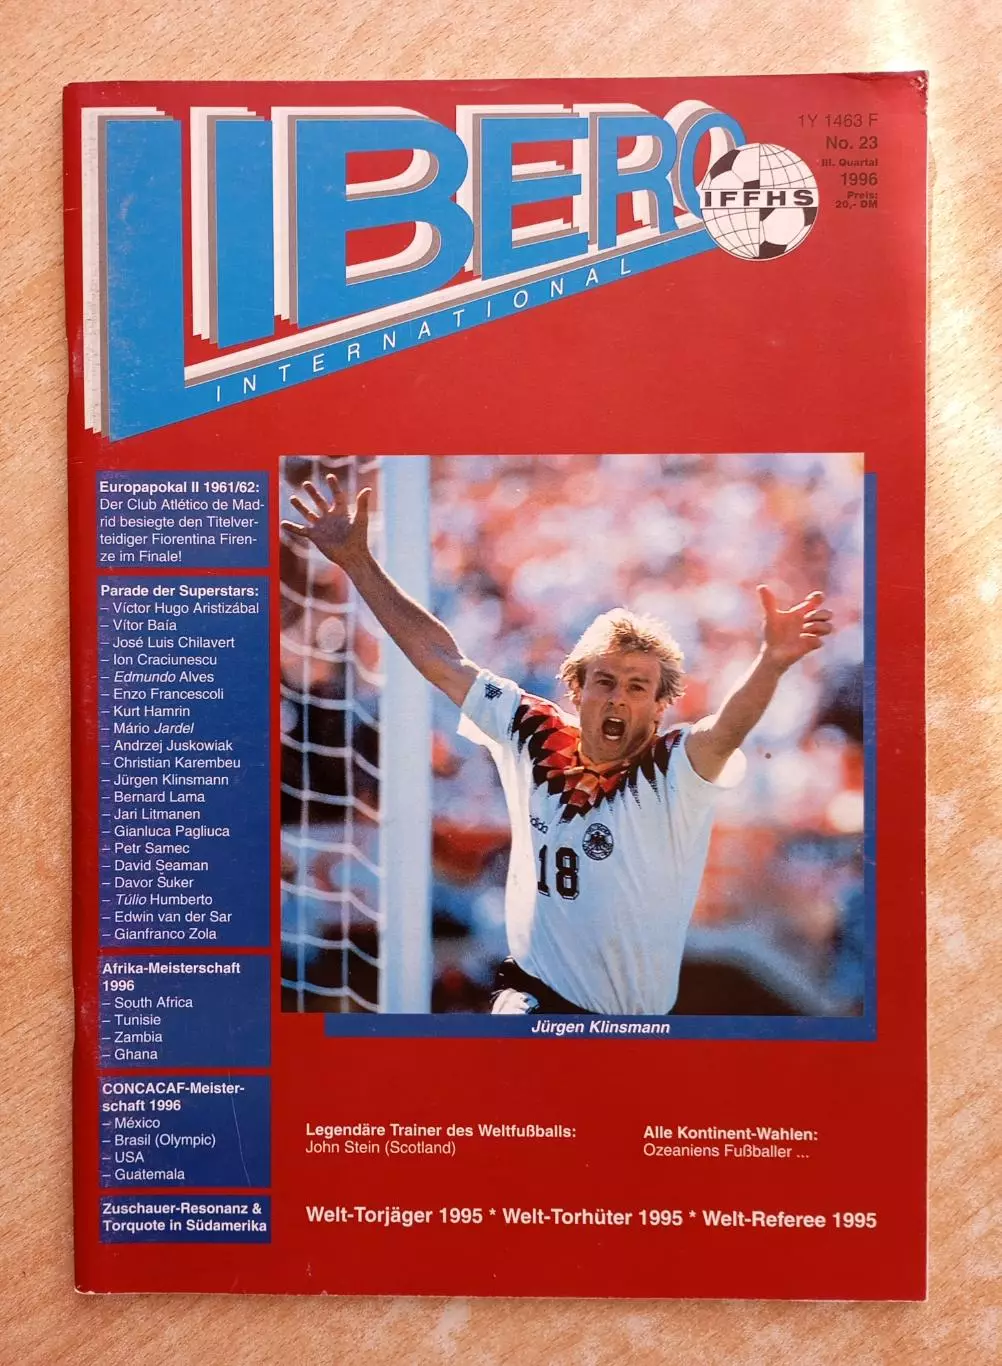 LIBERO
INTERNATIONAL
IFFHS
1Y 1463 F
No. 23
III. Quartal
1996
Preis:
20,- DM
Europapokal II 1961/62:
Der Club Atlético de Mad-
rid besiegte den Titelver-
teidiger Fiorentina Firen-
ze im Finale!
Parade der Superstars:
– Víctor Hugo Aristizábal
– Vítor Baía
– José Luis Chilavert
– Ion Craciunescu
– Edmundo Alves
– Enzo Francescoli
– Kurt Hamrin
– Mário Jardel
– Andrzej Juskowiak
– Christian Karembeu
– Jürgen Klinsmann
– Bernard Lama
– Jari Litmanen
– Gianluca Pagliuca
– Petr Samec
– David Seaman
– Davor Šuker
– Túlio Humberto
– Edwin van der Sar
– Gianfranco Zola
Afrika-Meisterschaft
1996
– South Africa
– Tunisie
– Zambia
– Ghana
CONCACAF-Meister-
schaft 1996
– México
– Brasil (Olympic)
– USA
– Guatemala
Zuschauer-Resonanz &
Torquote in Südamerika
adidas
18
Jürgen Klinsmann
Legendäre Trainer des Weltfußballs:
John Stein (Scotland)
Alle Kontinent-Wahlen:
Ozeaniens Fußballer ...
Welt-Torjäger 1995 * Welt-Torhüter 1995 * Welt-Referee 1995